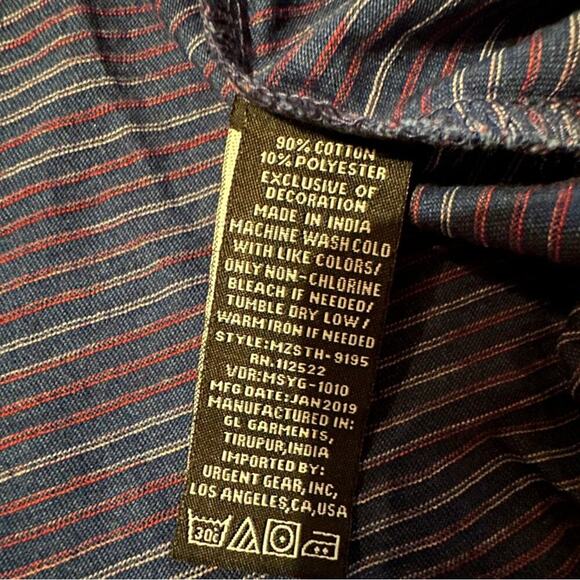 90% COTTON
10% POLYESTER
EXCLUSIVE OF
DECORATION
MADE IN INDIA
MACHINE WASH COLD
WITH LIKE COLORS/
ONLY NON-CHLORINE
BLEACH IF NEEDED/
TUMBLE DRY LOW/
WARM IRON IF NEEDED
STYLE:MZSTH-9195
RN.112522
VDR:MSYG-1010
MFG DATE:JAN2019
MANUFACTURED IN:
GL GARMENTS,
TIRUPUR,INDIA
IMPORTED BY:
URGENT GEAR,INC,
LOS ANGELES,CA,USA
30c